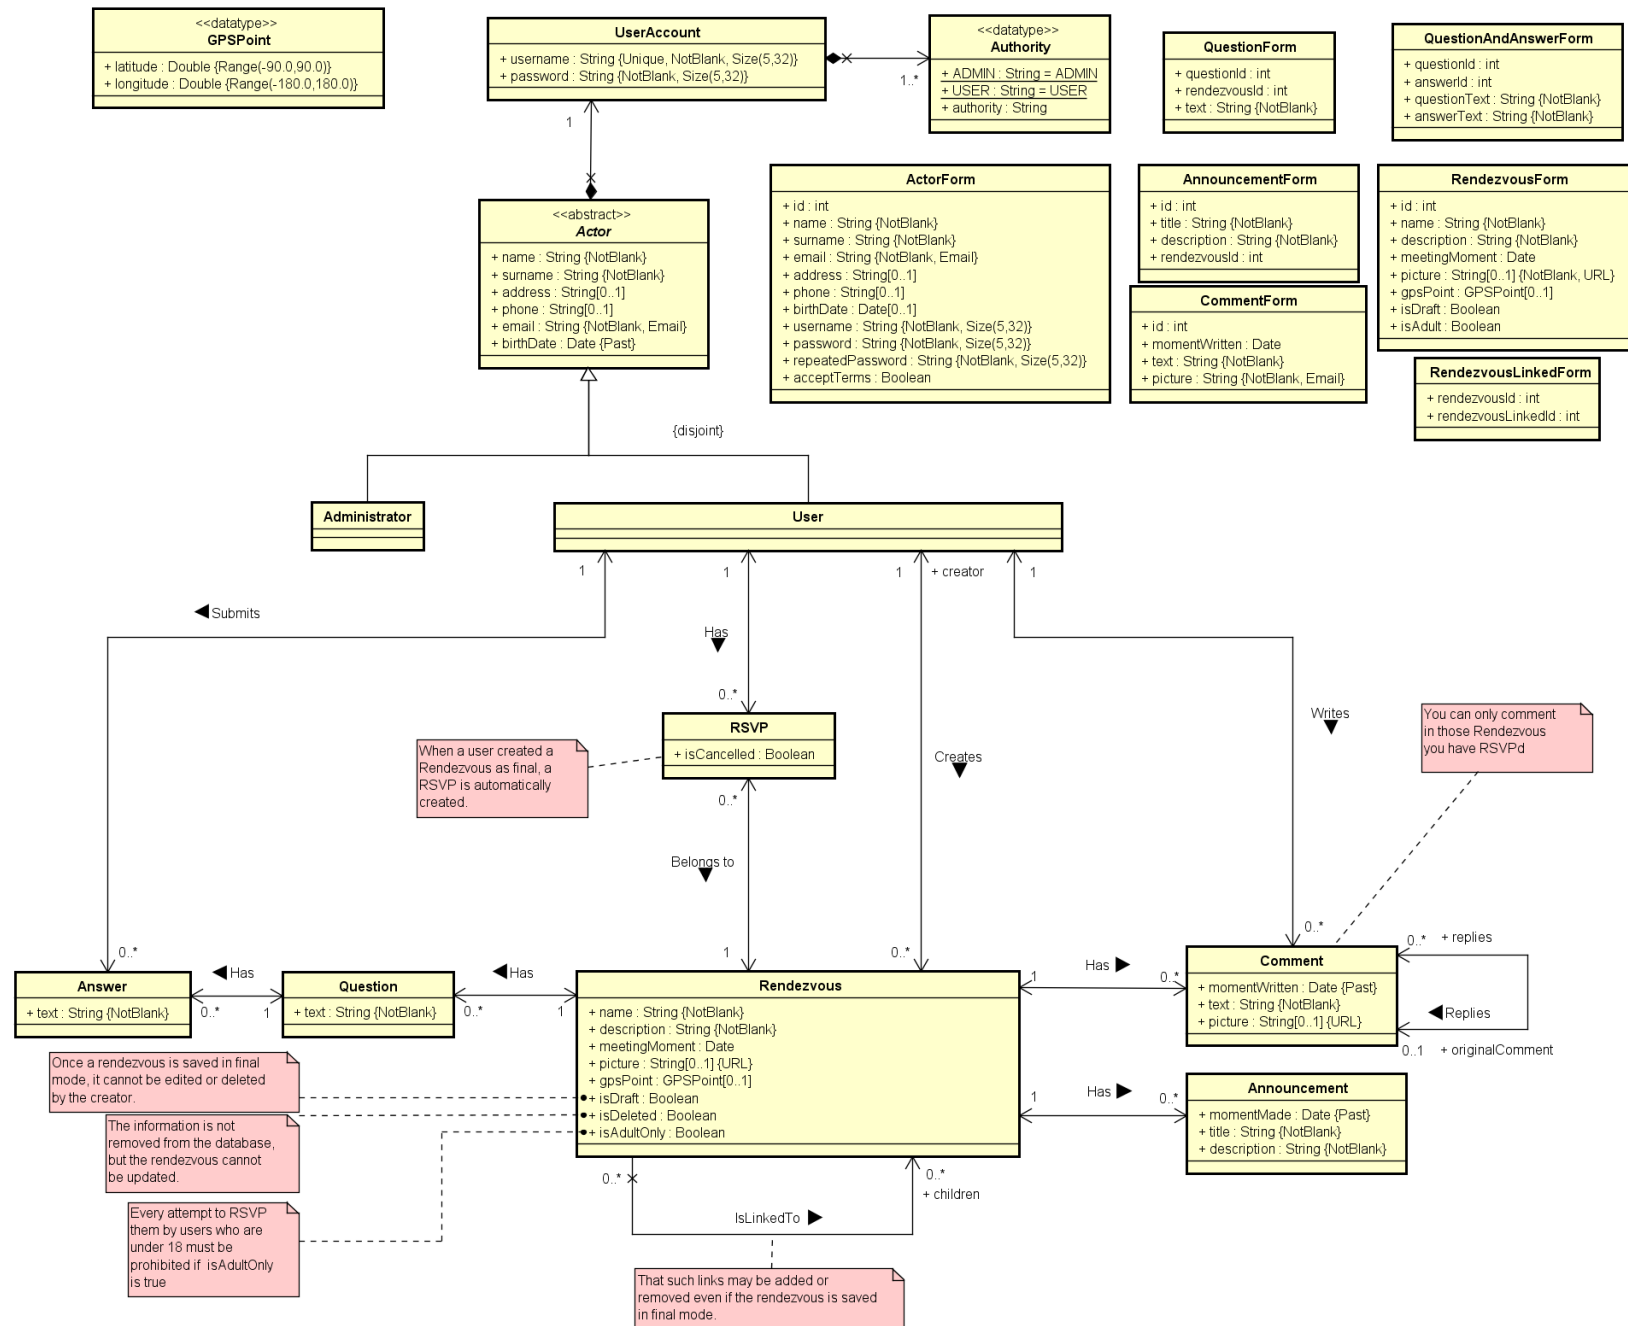 <<datatype>>
GPSPoint
+ latitude : Double {Range(-90.0,90.0)}
+ longitude : Double {Range(-180.0,180.0)}
UserAccount
+ username : String {Unique, NotBlank, Size(5,32)}
+ password : String {NotBlank, Size(5,32)}
1..*
<<datatype>>
Authority
+ ADMIN : String = ADMIN
+ USER : String = USER
+ authority : String
QuestionForm
+ questionId : int
+ rendezvousId : int
+ text : String {NotBlank}
QuestionAndAnswerForm
+ questionId : int
+ answerId : int
+ questionText : String {NotBlank}
+ answerText : String {NotBlank}
1
<<abstract>>
Actor
+ name : String {NotBlank}
+ surname : String {NotBlank}
+ address : String[0..1]
+ phone : String[0..1]
+ email : String {NotBlank, Email}
+ birthDate : Date {Past}
ActorForm
+ id : int
+ name : String {NotBlank}
+ surname : String {NotBlank}
+ email : String {NotBlank, Email}
+ address : String[0..1]
+ phone : String[0..1]
+ birthDate : Date[0..1]
+ username : String {NotBlank, Size(5,32)}
+ password : String {NotBlank, Size(5,32)}
+ repeatedPassword : String {NotBlank, Size(5,32)}
+ acceptTerms : Boolean
AnnouncementForm
+ id : int
+ title : String {NotBlank}
+ description : String {NotBlank}
+ rendezvousId : int
CommentForm
+ id : int
+ momentWritten : Date
+ text : String {NotBlank}
+ picture : String {NotBlank, Email}
RendezvousForm
+ id : int
+ name : String {NotBlank}
+ description : String {NotBlank}
+ meetingMoment : Date
+ picture : String[0..1] {NotBlank, URL}
+ gpsPoint : GPSPoint[0..1]
+ isDraft : Boolean
+ isAdult : Boolean
RendezvousLinkedForm
+ rendezvousId : int
+ rendezvousLinkedId : int
{disjoint}
Administrator
User
1
1
1
+ creator
1
Submits
Has
0..*
RSVP
+ isCancelled : Boolean
0..*
When a user created a
Rendezvous as final, a
RSVP is automatically
created.
Creates
Writes
You can only comment
in those Rendezvous
you have RSVPd
Belongs to
1
0..*
0..*
0..*
Answer
+ text : String {NotBlank}
Has
0..*
1
Question
+ text : String {NotBlank}
Has
0..*
1
Rendezvous
+ name : String {NotBlank}
+ description : String {NotBlank}
+ meetingMoment : Date
+ picture : String[0..1] {URL}
+ gpsPoint : GPSPoint[0..1]
+ isDraft : Boolean
+ isDeleted : Boolean
+ isAdultOnly : Boolean
1
Has
0..*
Comment
+ momentWritten : Date {Past}
+ text : String {NotBlank}
+ picture : String[0..1] {URL}
0..*
+ replies
Replies
0..1
+ originalComment
1
Has
0..*
Announcement
+ momentMade : Date {Past}
+ title : String {NotBlank}
+ description : String {NotBlank}
Once a rendezvous is saved in final
mode, it cannot be edited or deleted
by the creator.
The information is not
removed from the database,
but the rendezvous cannot
be updated.
Every attempt to RSVP
them by users who are
under 18 must be
prohibited if isAdultOnly
is true
0..*
0..*
+ children
IsLinkedTo
That such links may be added or
removed even if the rendezvous is saved
in final mode.